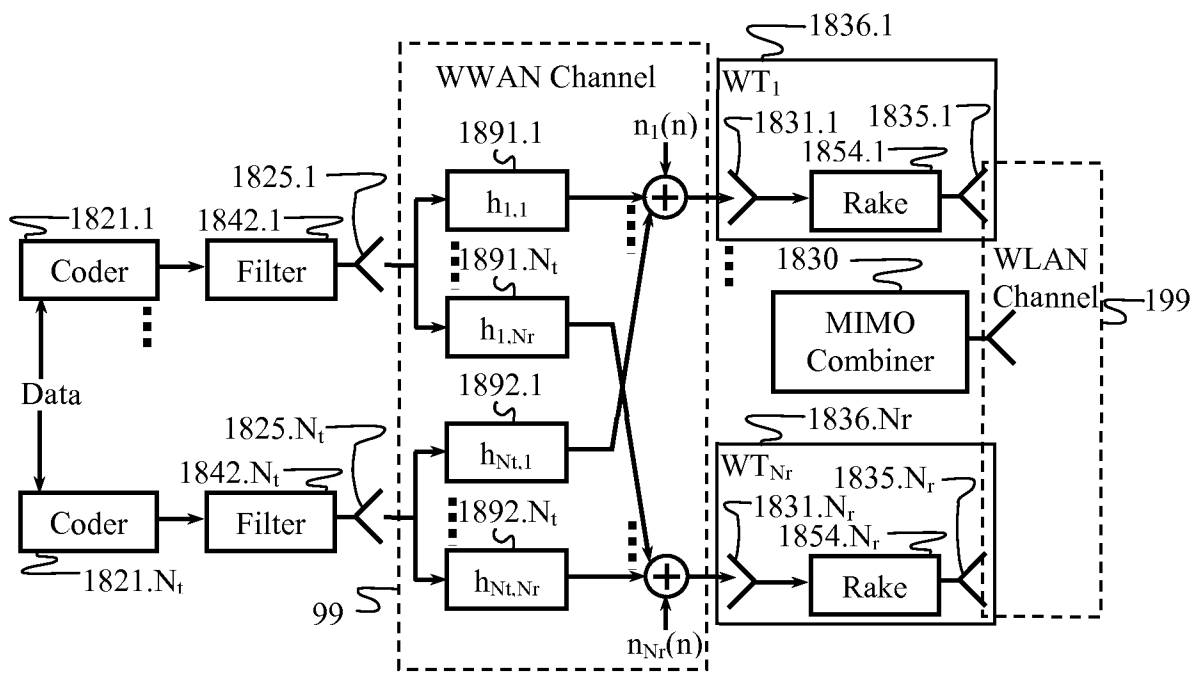 1836.1
WWAN Channel
WT1
1891.1
n1(n)
1831.1
1835.1
1854.1
1825.1
1821.1
1842.1
h1,1
Rake
Coder
Filter
1891.Nt
1830
WLAN
Channel
199
h1,Nr
MIMO
Combiner
Data
1892.1
1836.Nr
1825.Nt
1842.Nt
hNt,1
WTNr
1835.Nr
1831.Nr
1892.Nt
1854.Nr
Coder
Filter
hNt,Nr
Rake
1821.Nt
99
nNr(n)